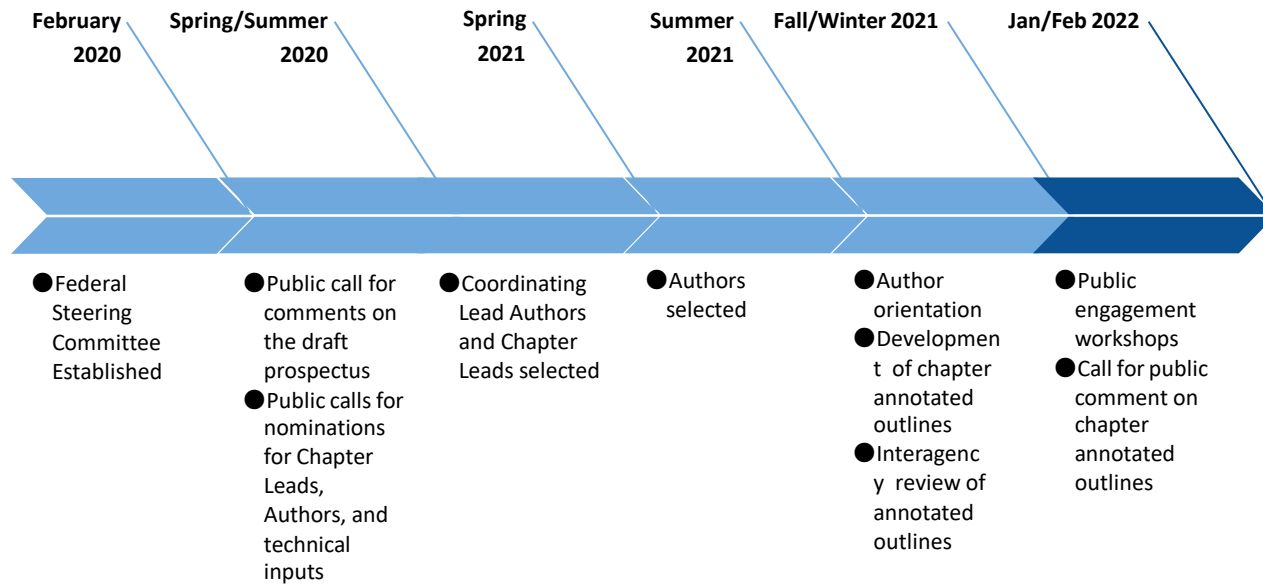 February
2020
Spring/Summer
2020
Spring
2021
Summer
2021
Fall/Winter 2021
Jan/Feb 2022
●Federal
Steering
Committee
Established
●Public call for
comments on
the draft
prospectus
●Public calls for
nominations
for Chapter
Leads,
Authors, and
technical
inputs
●Coordinating
Lead Authors
and Chapter
Leads selected
●Authors
selected
●Author
orientation
●Developmen
t of chapter
annotated
outlines
●Interagenc
y review of
annotated
outlines
●Public
engagement
workshops
●Call for public
comment on
chapter
annotated
outlines